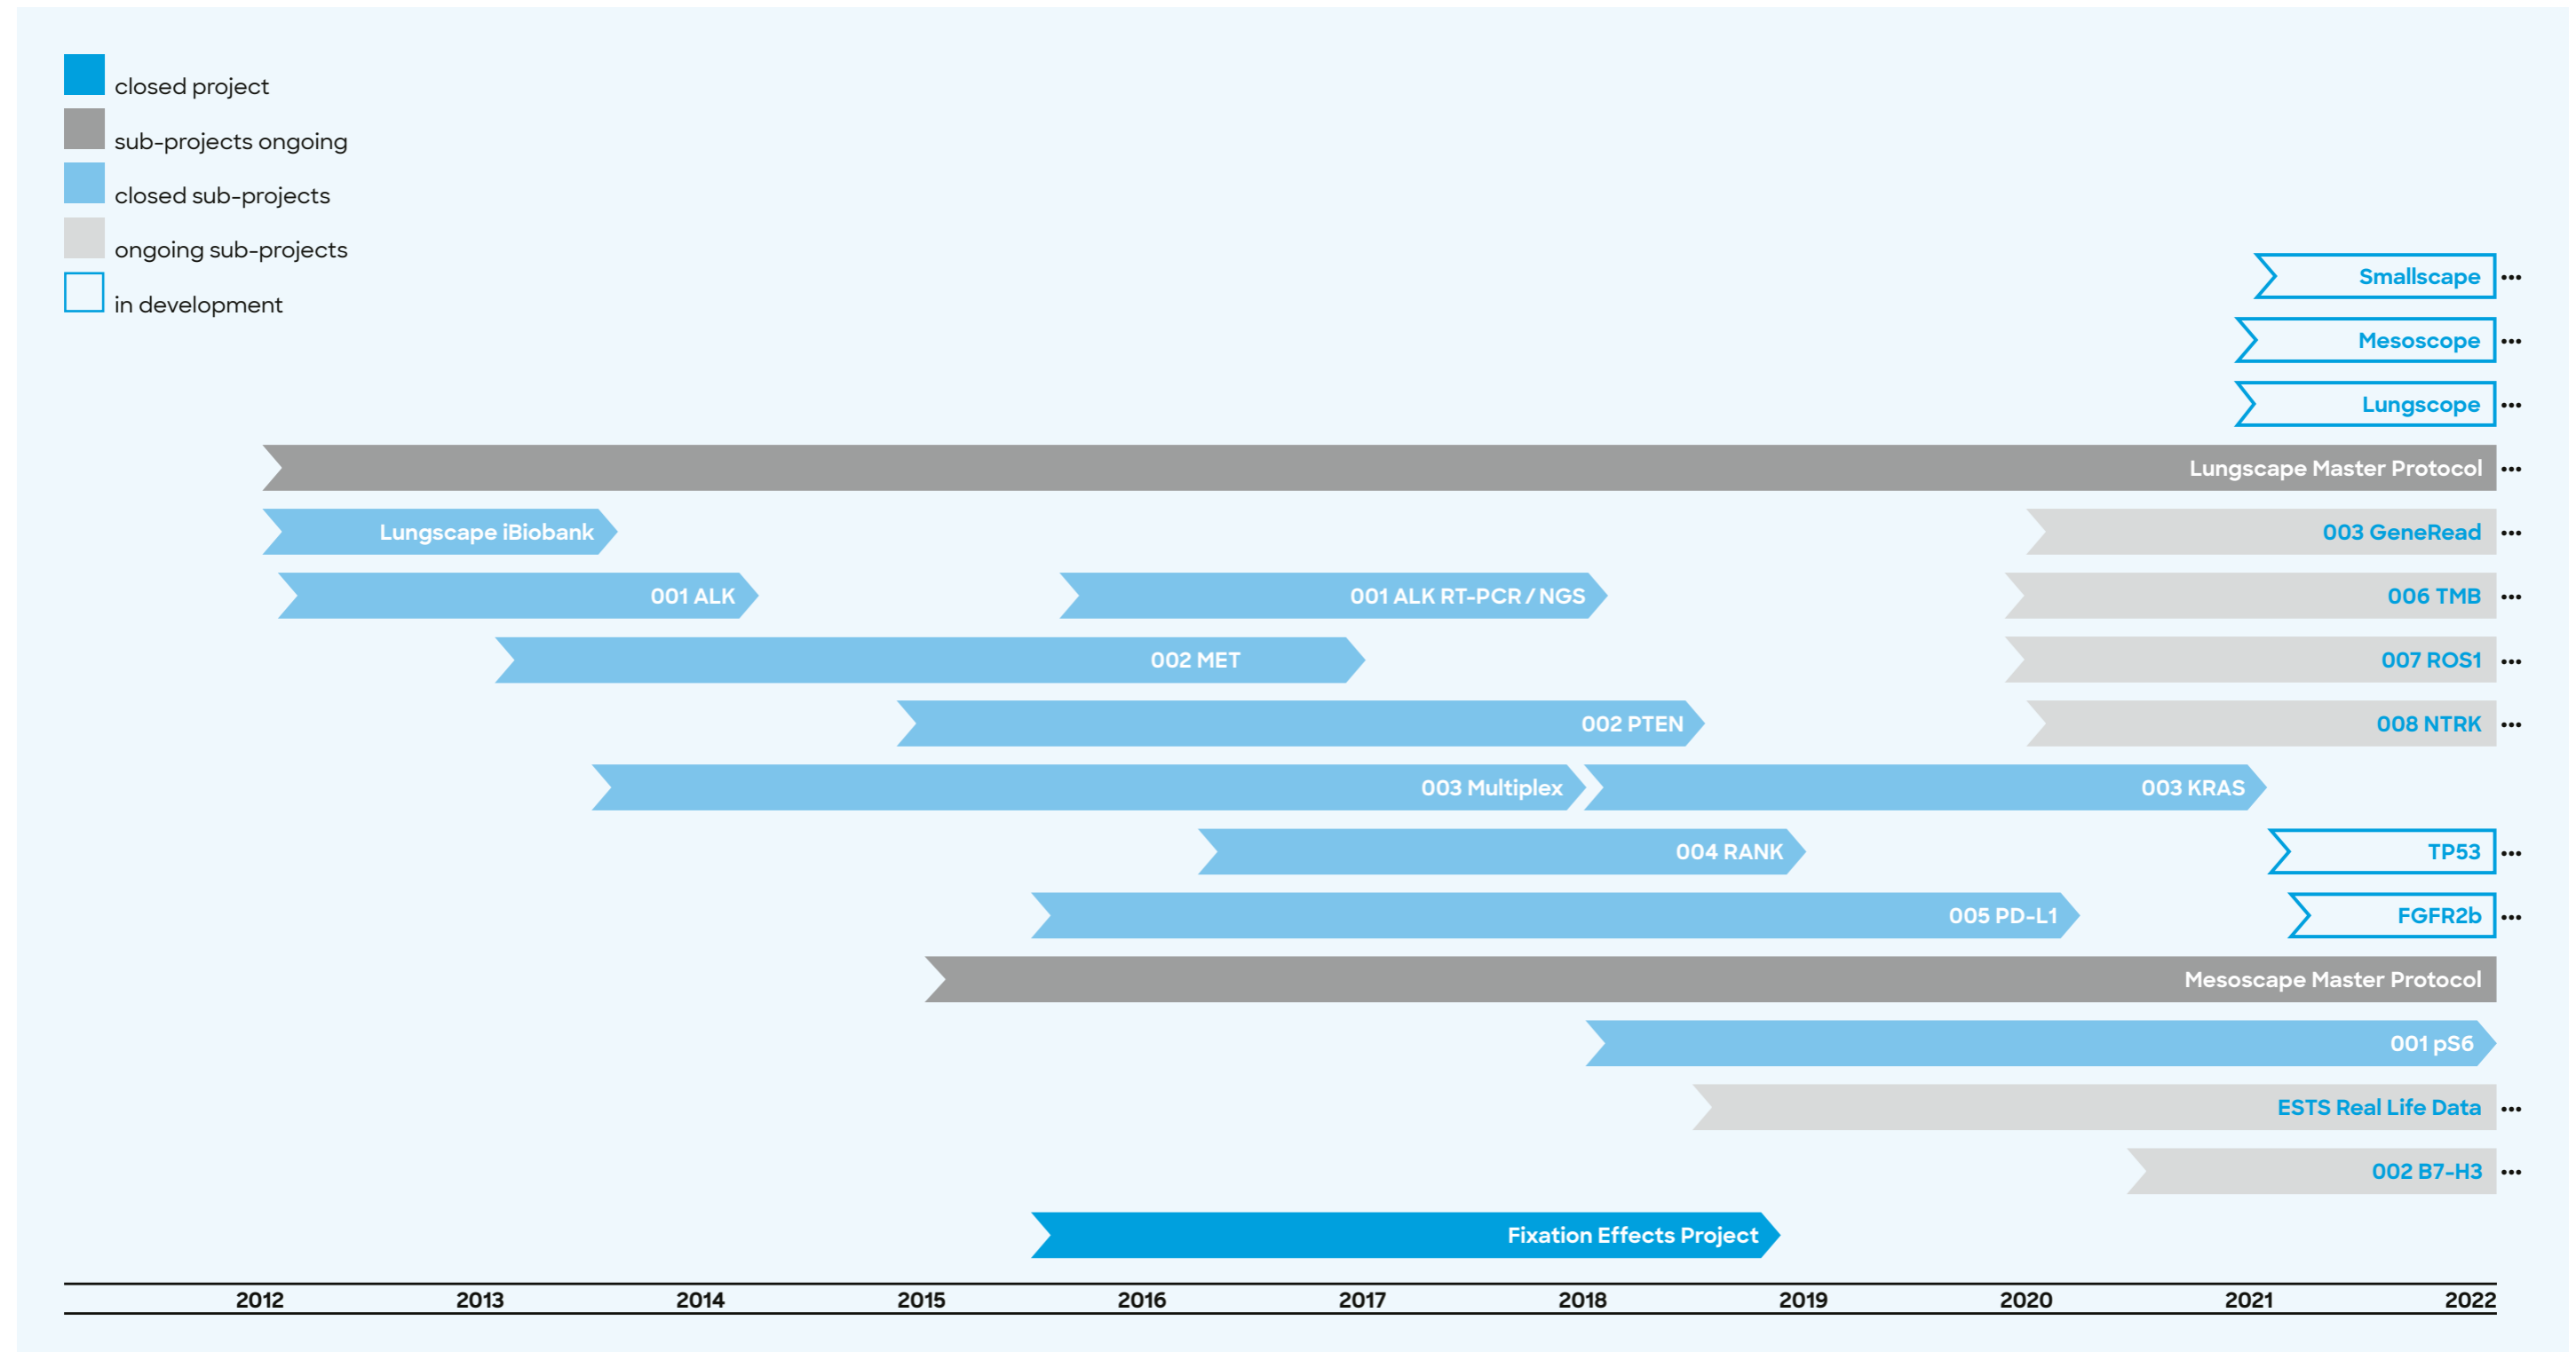 closed project
sub-projects ongoing
closed sub-projects
ongoing sub-projects
in development
Smallscape •••
Mesoscope •••
Lungscope •••
Lungscape Master Protocol •••
Lungscape iBiobank 003 GeneRead •••
001 ALK 001 ALK RT-PCR / NGS 006 TMB •••
002 MET 007 ROS1 •••
002 PTEN 008 NTRK •••
003 Multiplex 003 KRAS
004 RANK TP53 •••
005 PD-L1 FGFR2b •••
Mesoscape Master Protocol
001 pS6
ESTS Real Life Data •••
002 B7-H3 •••
Fixation Effects Project
2012 2013 2014 2015 2016 2017 2018 2019 2020 2021 2022